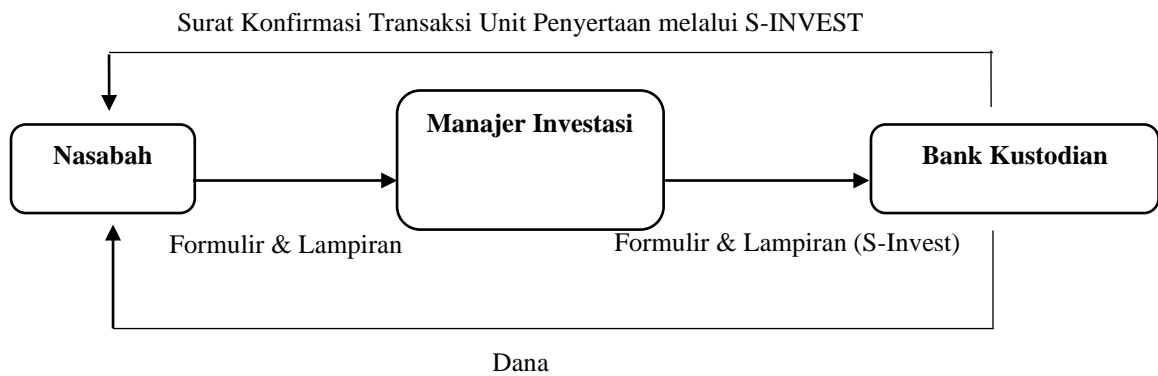 Surat Konfirmasi Transaksi Unit Penyertaan melalui S-INVEST
Manajer Investasi
Nasabah
Bank Kustodian
Formulir & Lampiran
Formulir & Lampiran (S-Invest)
Dana